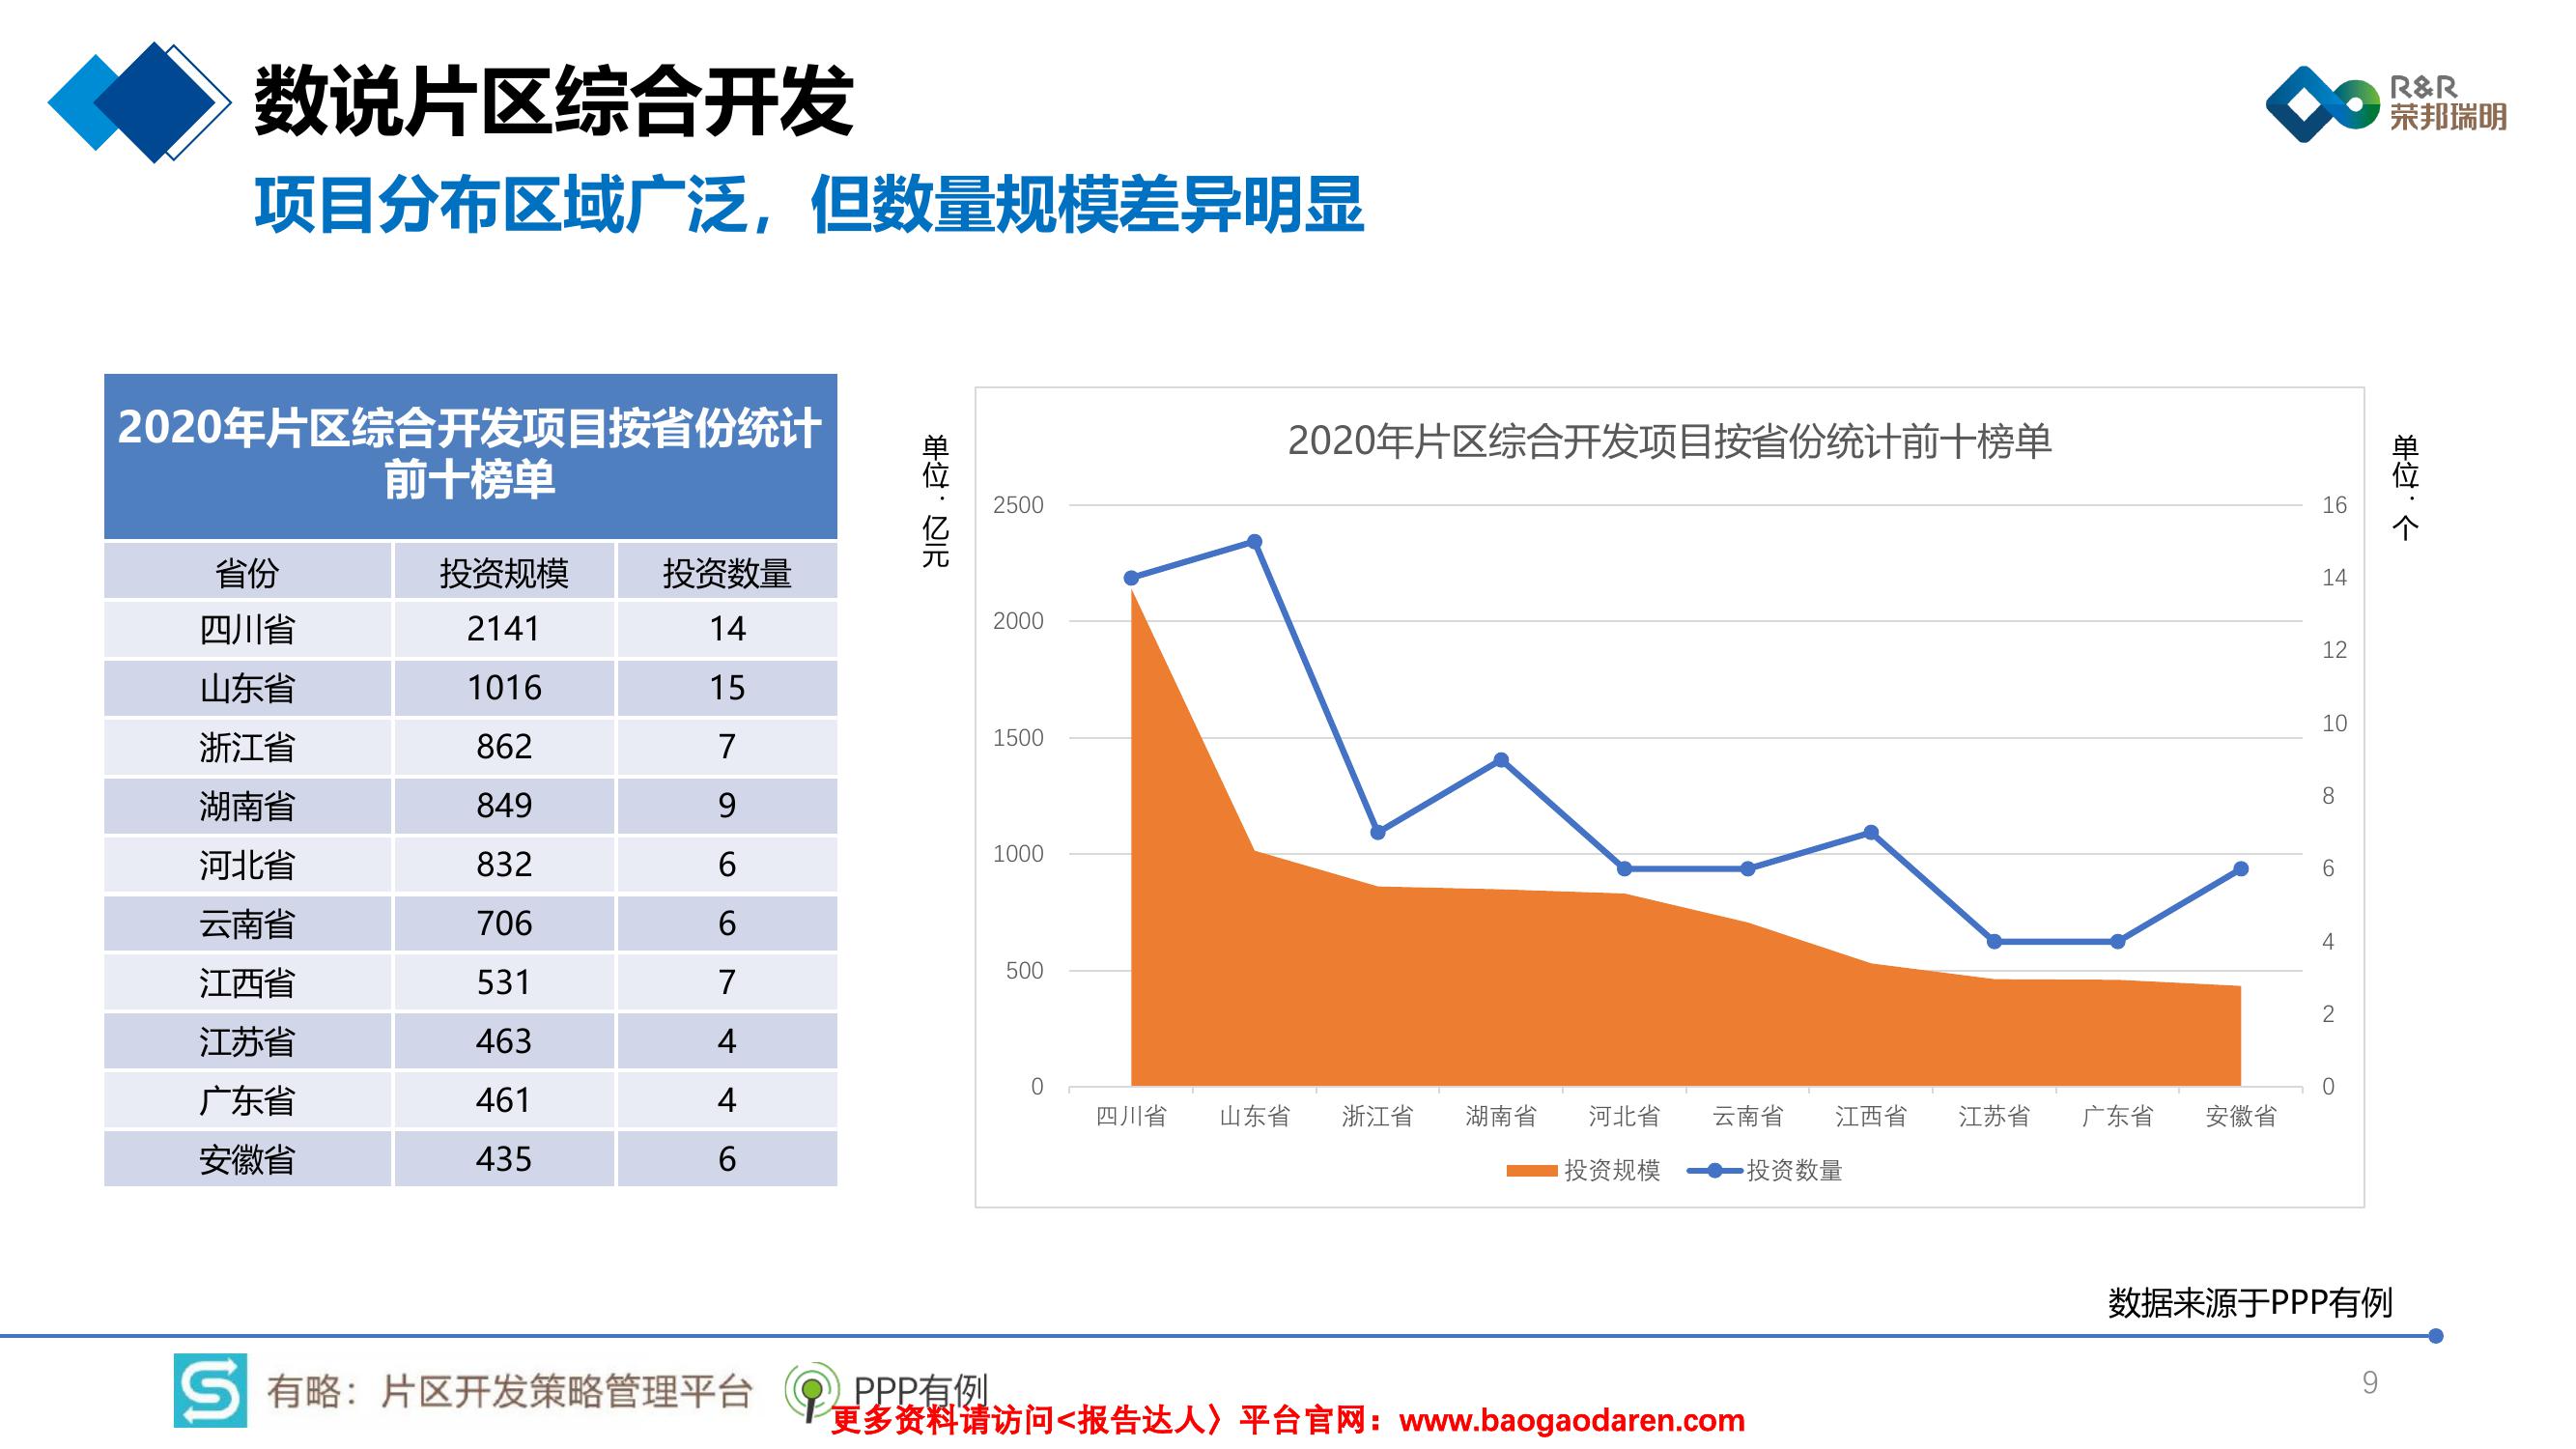 数说片区综合开发
R&R
荣邦瑞明
项目分布区域广泛，但数量规模差异明显
2020年片区综合开发项目按省份统计
前十榜单
省份 投资规模 投资数量
四川省 2141 14
山东省 1016 15
浙江省 862 7
湖南省 849 9
河北省 832 6
云南省 706 6
江西省 531 7
江苏省 463 4
广东省 461 4
安徽省 435 6
单位：亿元
2020年片区综合开发项目按省份统计前十榜单
单位：个
2500
2000
1500
1000
500
0
16
14
12
10
8
6
4
2
0
四川省 山东省 浙江省 湖南省 河北省 云南省 江西省 江苏省 广东省 安徽省
投资规模 投资数量
数据来源于PPP有例
有略：片区开发策略管理平台 PPP有例
9
更多资料请访问<报告达人〉平台官网：www.baogaodaren.com